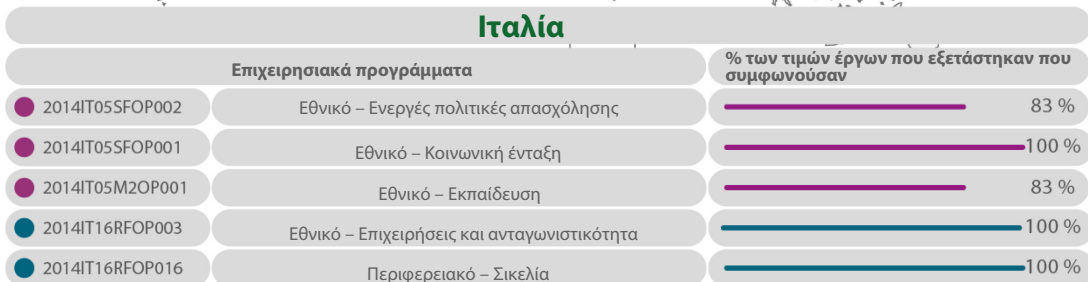 Ιταλία
Επιχειρησιακά προγράμματα
% των τιμών έργων που εξετάστηκαν που
συμφωνούσαν
2014IT05SFOP002 Εθνικό – Ενεργές πολιτικές απασχόλησης 83 %
2014IT05SFOP001 Εθνικό – Κοινωνική ένταξη 100 %
2014IT05M2OP001 Εθνικό – Εκπαίδευση 83 %
2014IT16RFOP003 Εθνικό – Επιχειρήσεις και ανταγωνιστικότητα 100 %
2014IT16RFOP016 Περιφερειακό – Σικελία 100 %